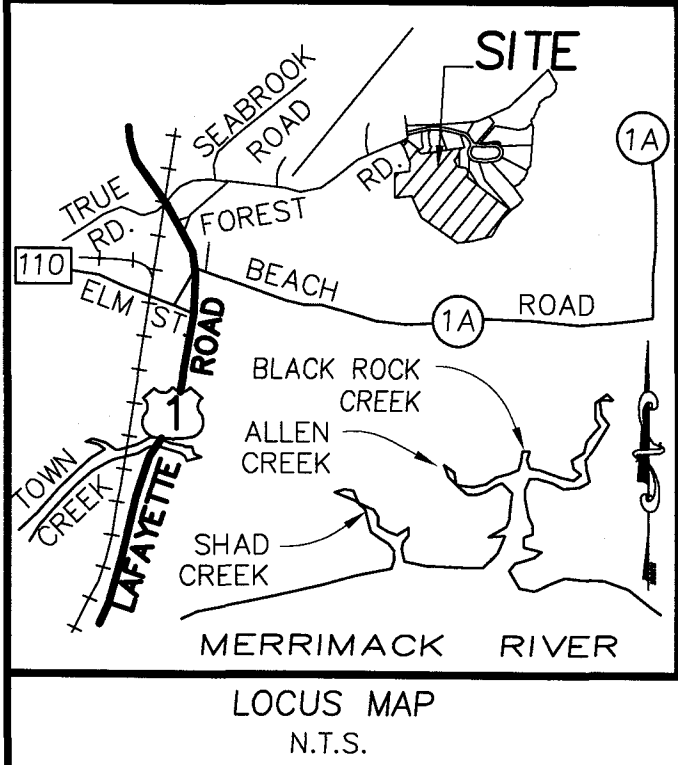 SITE
SEABROOK
ROAD
1A
TRUE
RD.
FOREST
RD.
110
ELM ST.
BEACH
ROAD
1A
ROAD
BLACK ROCK
CREEK
1
ALLEN
CREEK
TOWN
CREEK
LAFAYETTE
SHAD
CREEK
MERRIMACK RIVER
LOCUS MAP
N.T.S.